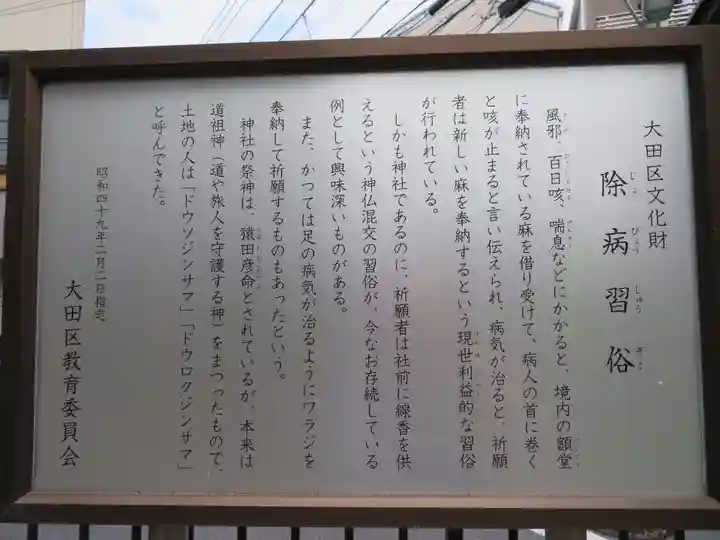 大田区文化財
除病習俗
風邪、百日咳、喘息などにかかると、境内の額堂
に奉納されている麻を借り受けて、病人の首に巻く
と咳が止まると言い伝えられ、病気が治ると、祈願
者は新しい麻を奉納するという現世利益的な習俗
が行われている。
しかも神社であるのに、祈願者は社前に線香を供
えるという神仏混交の習俗が、今なお存続している
例として興味深いものがある。
また、かつては足の病気が治るようにワラジを
奉納して祈願するものもあったという。
神社の祭神は、猿田彦命とされているが、本来は
道祖神（道や旅人を守護する神）をまつったもので、
土地の人は「ドウソジンサマ」「ドウロクジンサマ」
と呼んできた。
昭和四十九年二月二日指定
大田区教育委員会